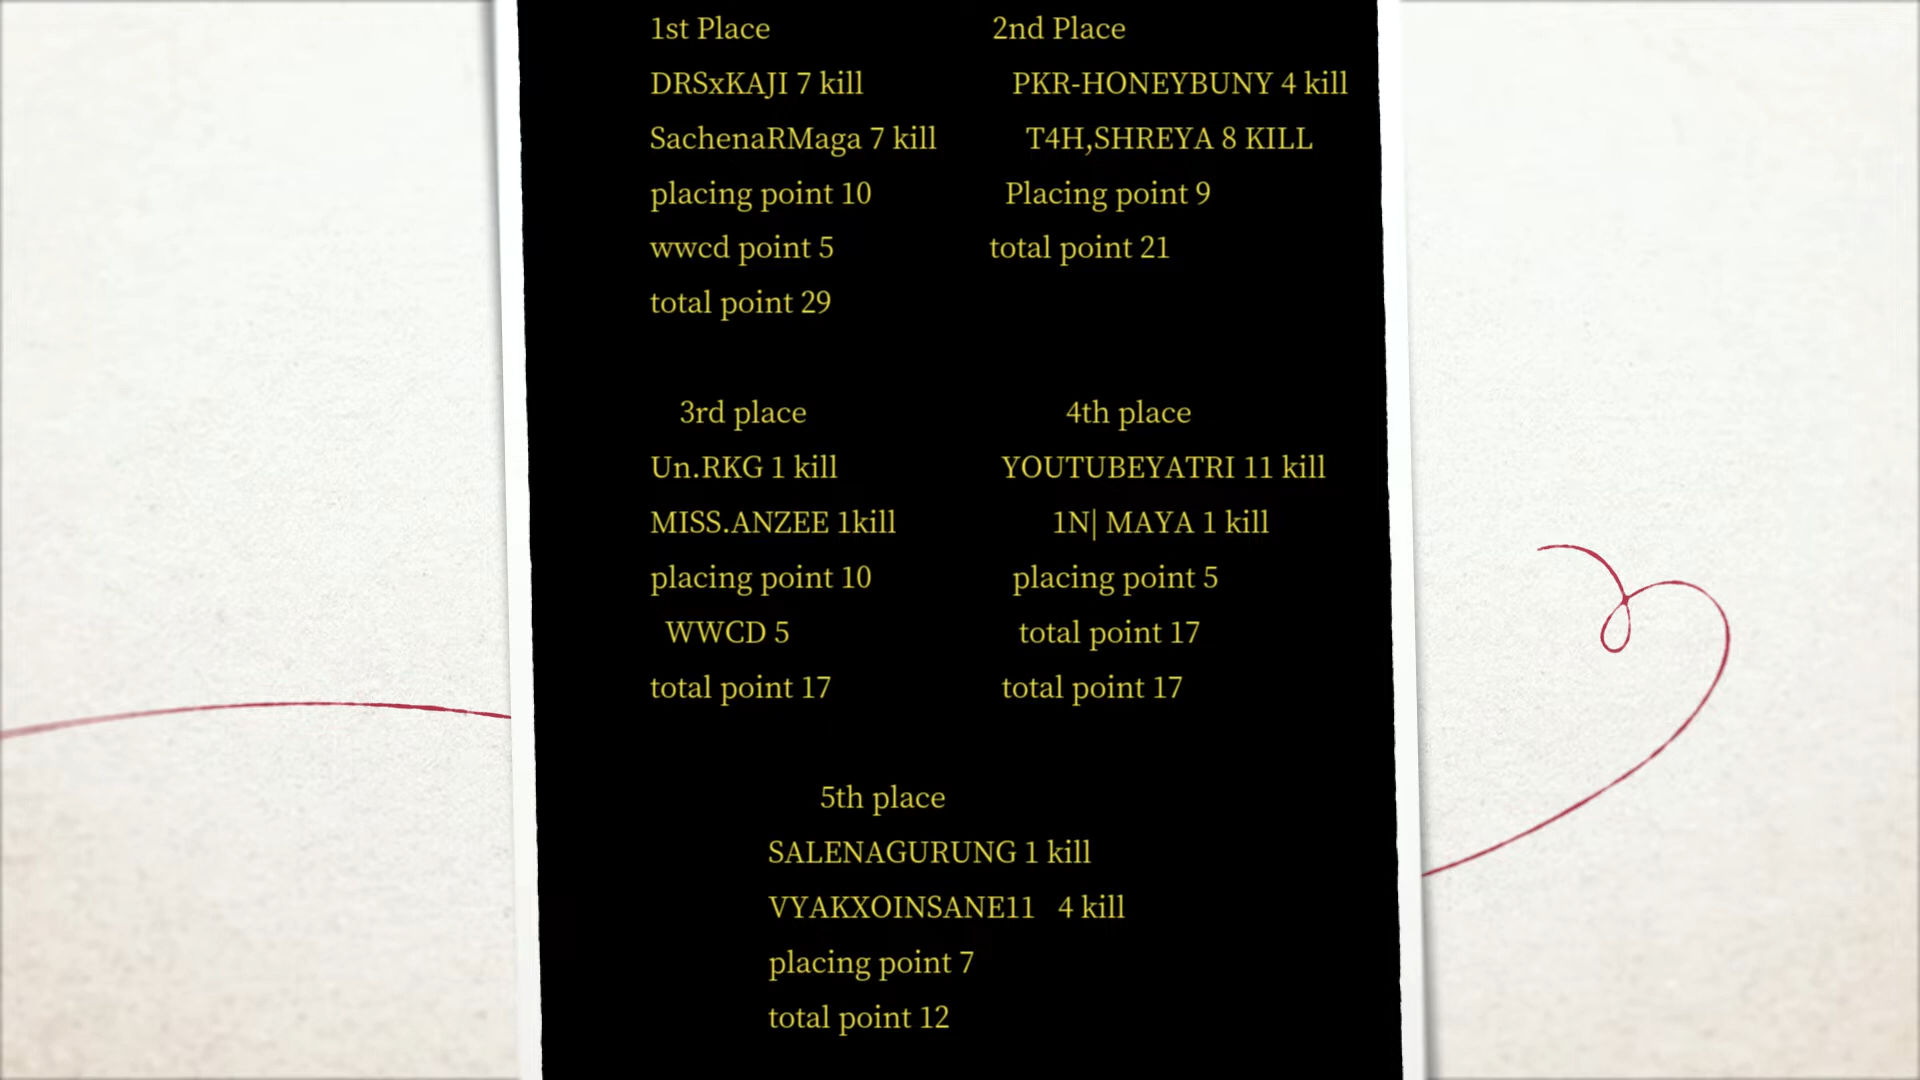 1st Place
DRSxKAJI 7 kill
SachenaRMaga 7 kill
placing point 10
wwcd point 5
total point 29
2nd Place
PKR-HONEYBUNY 4 kill
T4H,SHREYA 8 KILL
Placing point 9
total point 21
3rd place
Un.RKG 1 kill
MISS.ANZEE 1kill
placing point 10
WWCD 5
total point 17
4th place
YOUTUBEYATRI 11 kill
1N| MAYA 1 kill
placing point 5
total point 17
total point 17
5th place
SALENAGURUNG 1 kill
VYAKXOINSANE11 4 kill
placing point 7
total point 12